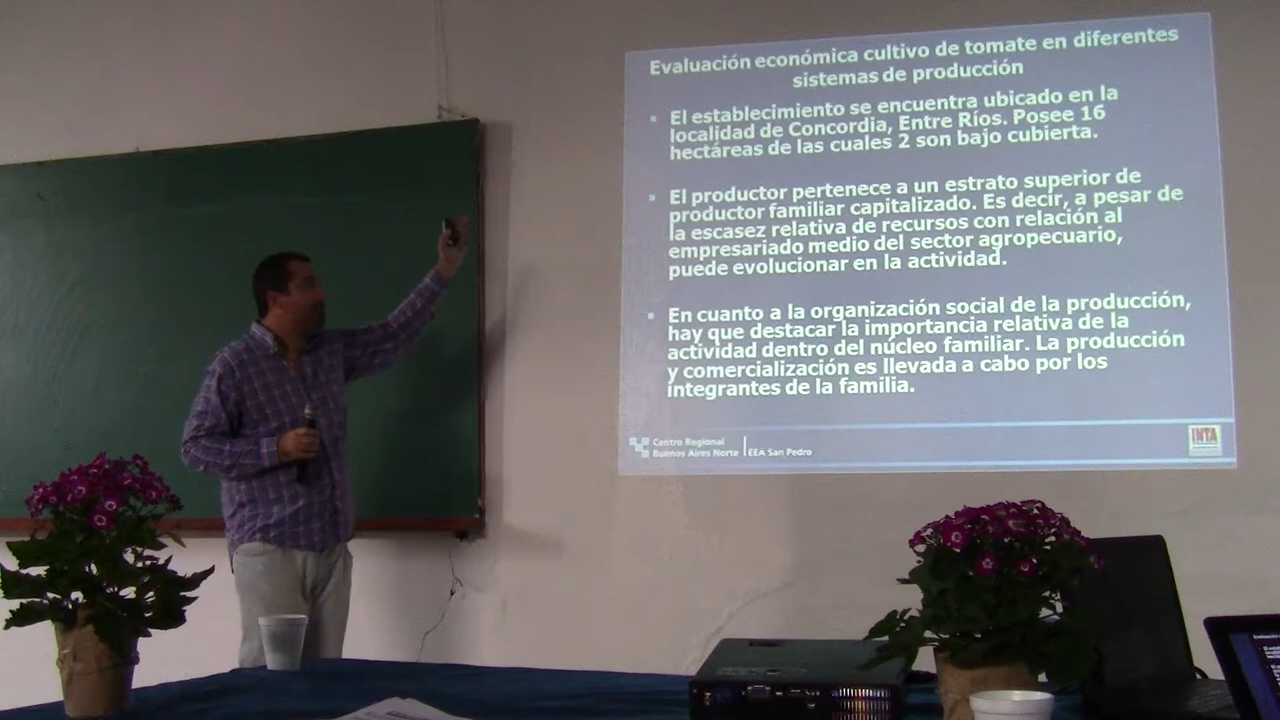 Evaluación económica cultivo de tomate en diferentes
sistemas de producción
El establecimiento se encuentra ubicado en la
localidad de Concordia, Entre Ríos. Posee 16
hectáreas de las cuales 2 son bajo cubierta.
El productor pertenece a un estrato superior de
productor familiar capitalizado. Es decir, a pesar de
la escasez relativa de recursos con relación al
empresariado medio del sector agropecuario,
puede evolucionar en la actividad.
En cuanto a la organización social de la producción,
hay que destacar la importancia relativa de la
actividad dentro del núcleo familiar. La producción
y comercialización es llevada a cabo por los
integrantes de la familia.
Centro Regional
Buenos Aires Norte
EEA San Pedro
INTA